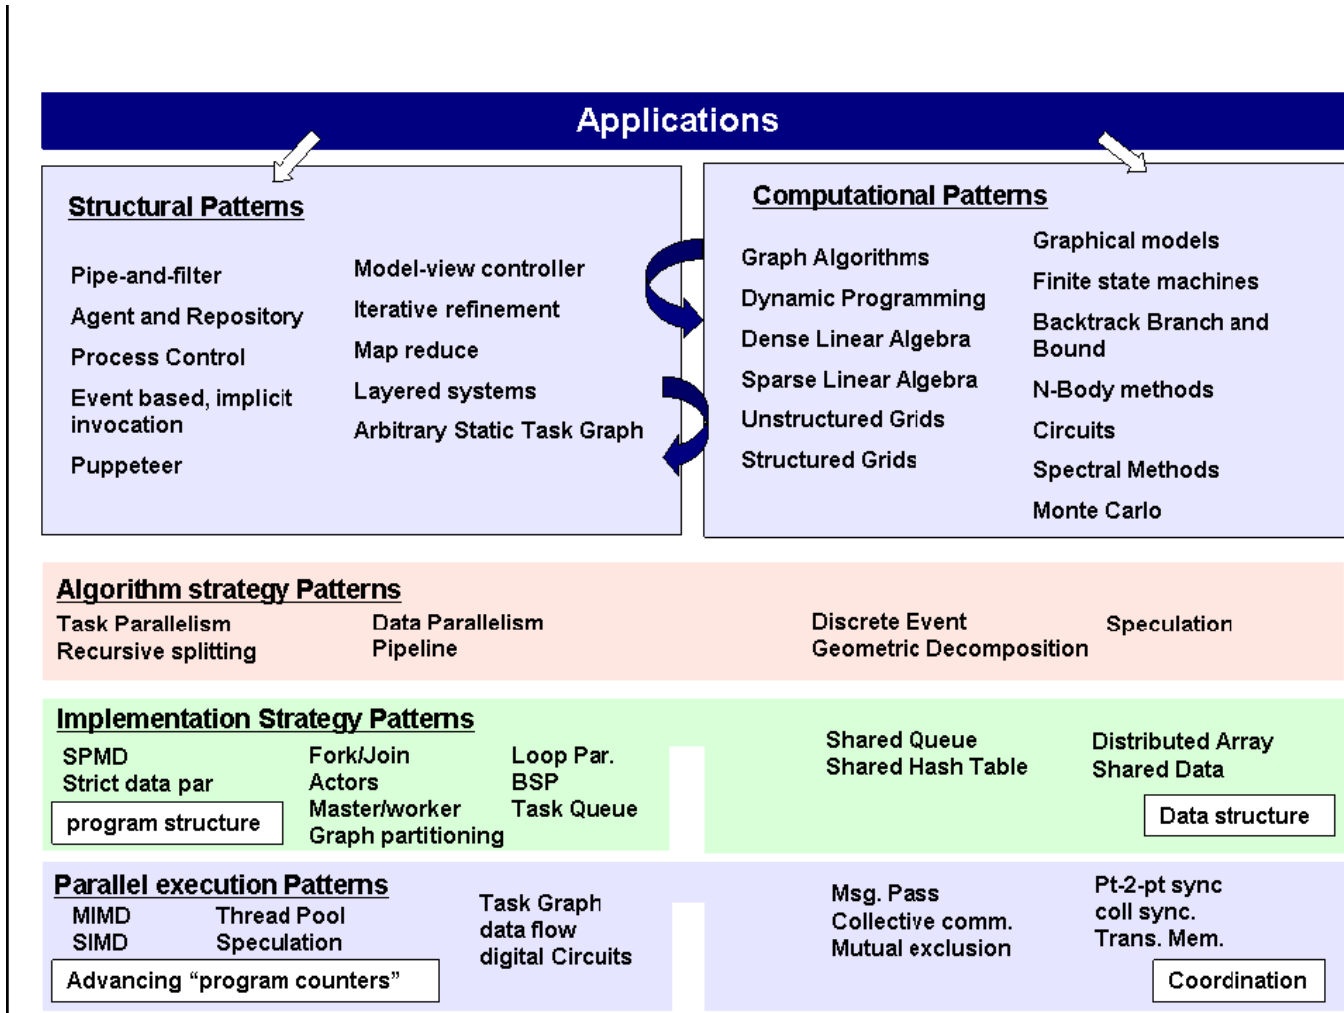 Applications
Structural Patterns
Pipe-and-filter
Agent and Repository
Process Control
Event based, implicit
invocation
Puppeteer
Model-view controller
Iterative refinement
Map reduce
Layered systems
Arbitrary Static Task Graph
Computational Patterns
Graph Algorithms
Dynamic Programming
Dense Linear Algebra
Sparse Linear Algebra
Unstructured Grids
Structured Grids
Graphical models
Finite state machines
Backtrack Branch and
Bound
N-Body methods
Circuits
Spectral Methods
Monte Carlo
Algorithm strategy Patterns
Task Parallelism
Recursive splitting
Data Parallelism
Pipeline
Discrete Event
Geometric Decomposition
Speculation
Implementation Strategy Patterns
SPMD
Strict data par
program structure
Fork/Join
Actors
Master/worker
Graph partitioning
Loop Par.
BSP
Task Queue
Shared Queue
Shared Hash Table
Distributed Array
Shared Data
Data structure
Parallel execution Patterns
MIMD
SIMD
Thread Pool
Speculation
Advancing “program counters”
Task Graph
data flow
digital Circuits
Msg. Pass
Collective comm.
Mutual exclusion
Pt-2-pt sync
coll sync.
Trans. Mem.
Coordination